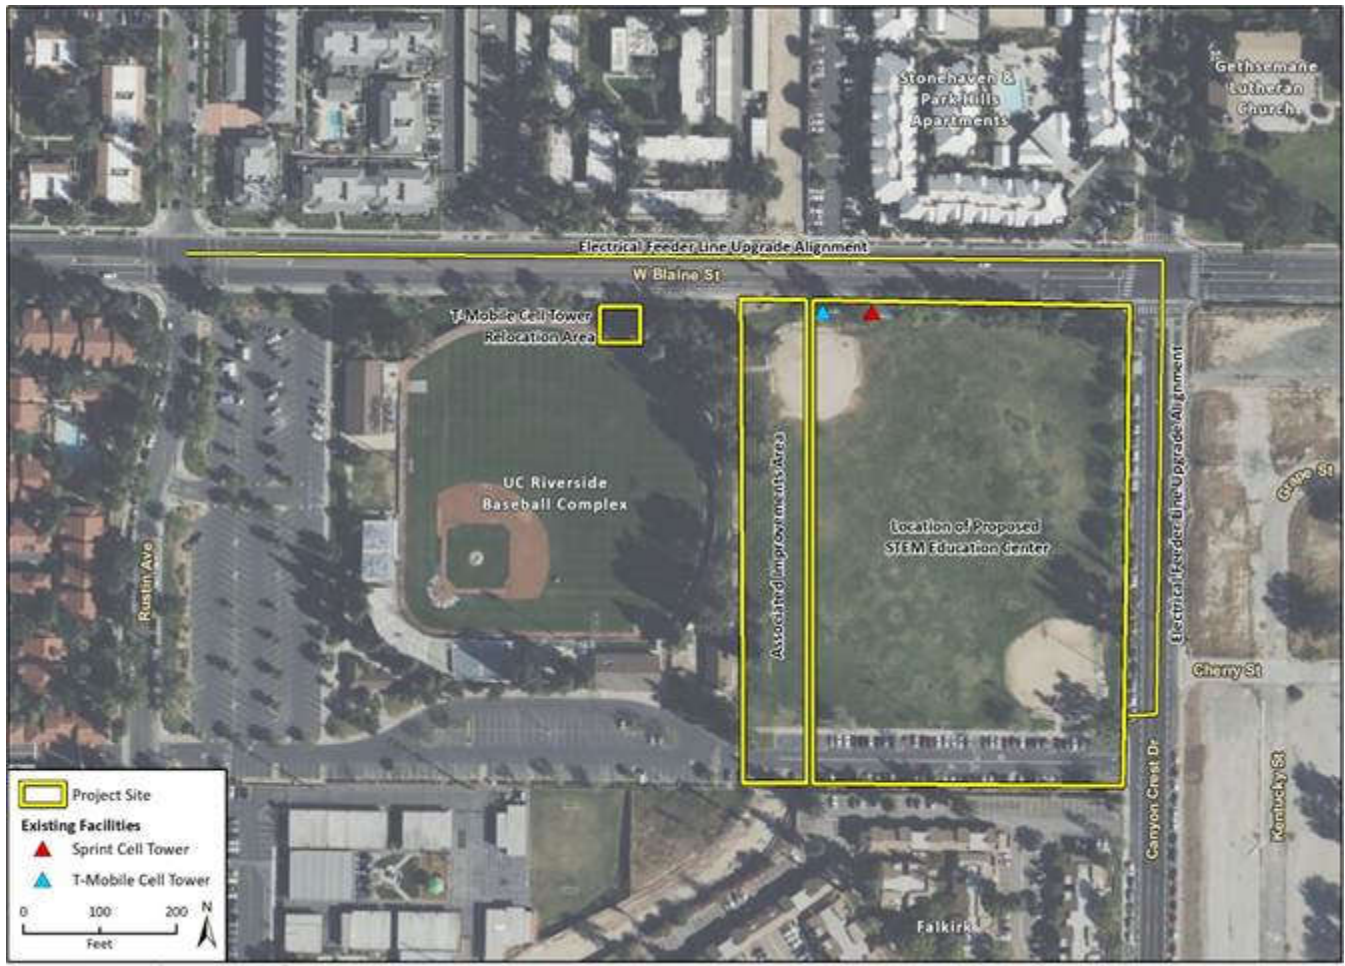 Stonehaven &
Park Hills
Apartments
Gethsemane
Lutheran
Church
Electrical Feeder Line Upgrade Alignment
W Blaine St
T-Mobile Cell Tower
Relocation Area
UC Riverside
Baseball Complex
Associated Improvements Area
Location of Proposed
STEM Education Center
Electrical Feeder Line Upgrade Alignment
Grape St
Rustin Ave
Cherry St
Canyon Crest Dr
Kentucky St
Falkirk
Project Site
Existing Facilities
Sprint Cell Tower
T-Mobile Cell Tower
0 100 200
Feet
N